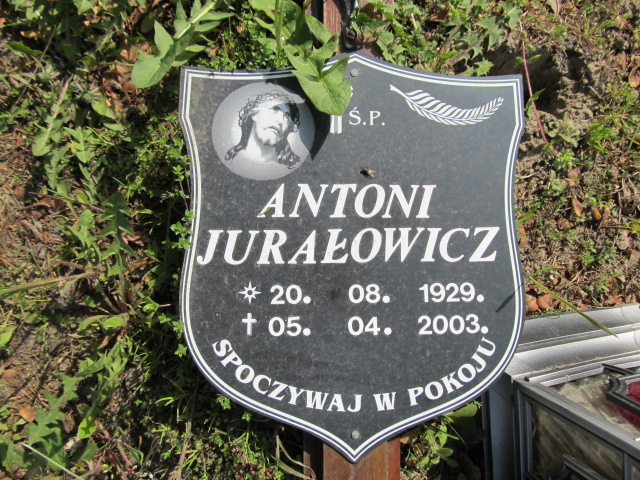 Ś.P.
ANTONI
JURAŁOWICZ
20. 08. 1929.
✝ 05. 04. 2003.
SPOCZYWAJ W POKOJU